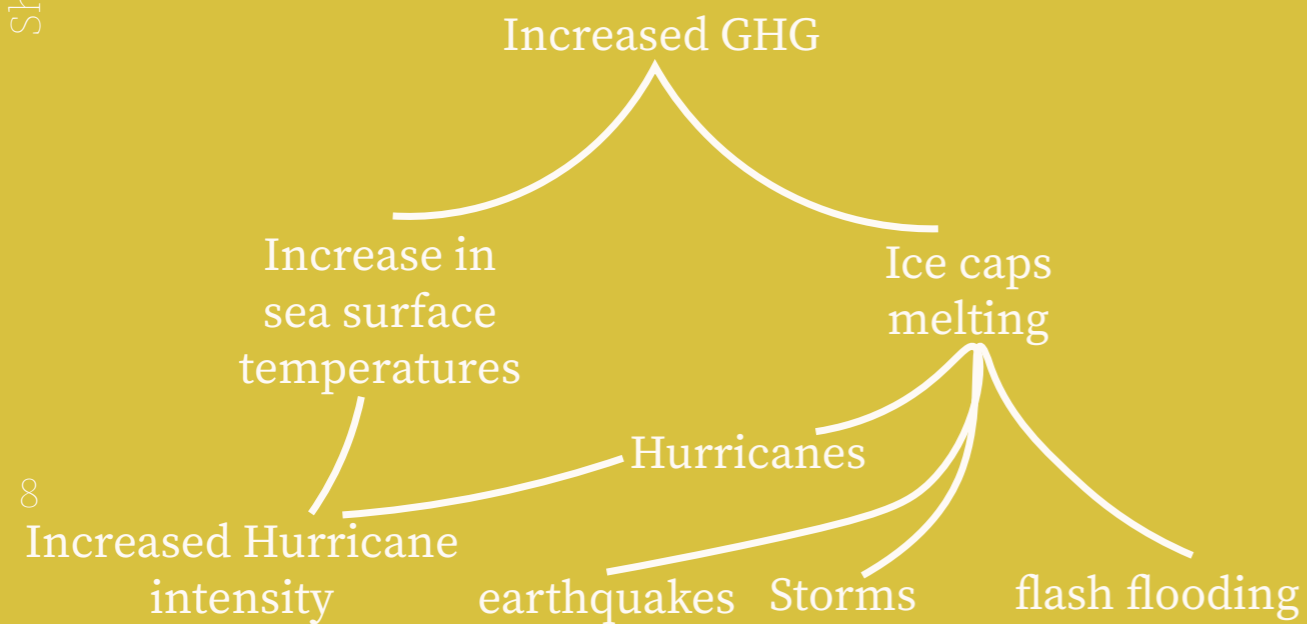 Sh
Increased GHG
Increase in
sea surface
temperatures
Ice caps
melting
Hurricanes
8
Increased Hurricane
intensity
earthquakes
Storms
flash flooding